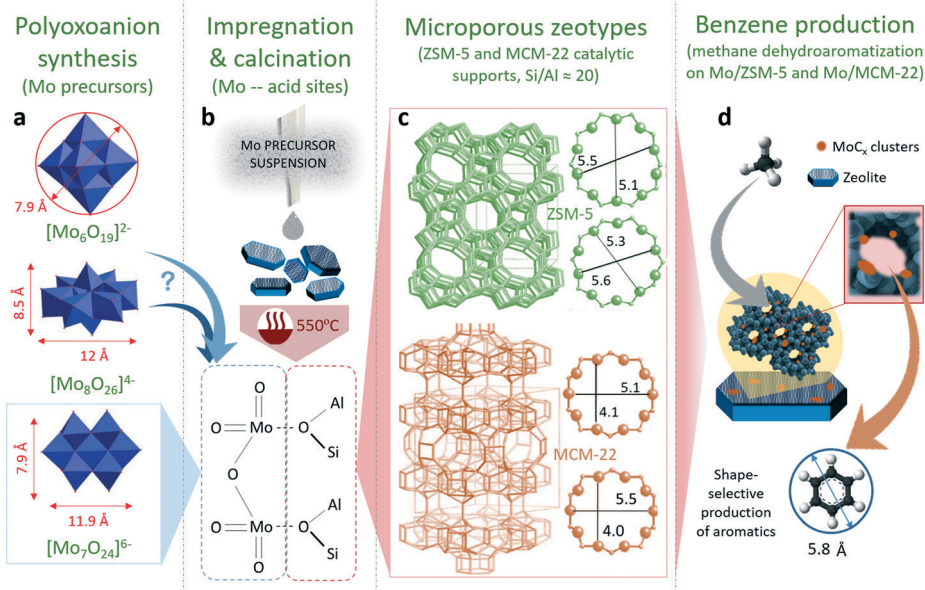 Polyoxoanion
synthesis
(Mo precursors)
Impregnation
& calcination
(Mo -- acid sites)
Microporous zeotypes
(ZSM-5 and MCM-22 catalytic
supports, Si/Al ≈ 20)
Benzene production
(methane dehydroaromatization
on Mo/ZSM-5 and Mo/MCM-22)
a
7.9 Å
[Mo6O19]2-
8.5 Å
12 Å
[Mo8O26]4-
7.9 Å
11.9 Å
[Mo7O24]6-
?
b
Mo PRECURSOR
SUSPENSION
550°C
O
O
Mo
O
Al
Si
O
O
O
Mo
O
Al
Si
O
c
5.5
5.1
ZSM-5
5.3
5.6
5.1
4.1
MCM-22
5.5
4.0
d
MoCx clusters
Zeolite
Shape-
selective
production
of aromatics
5.8 Å